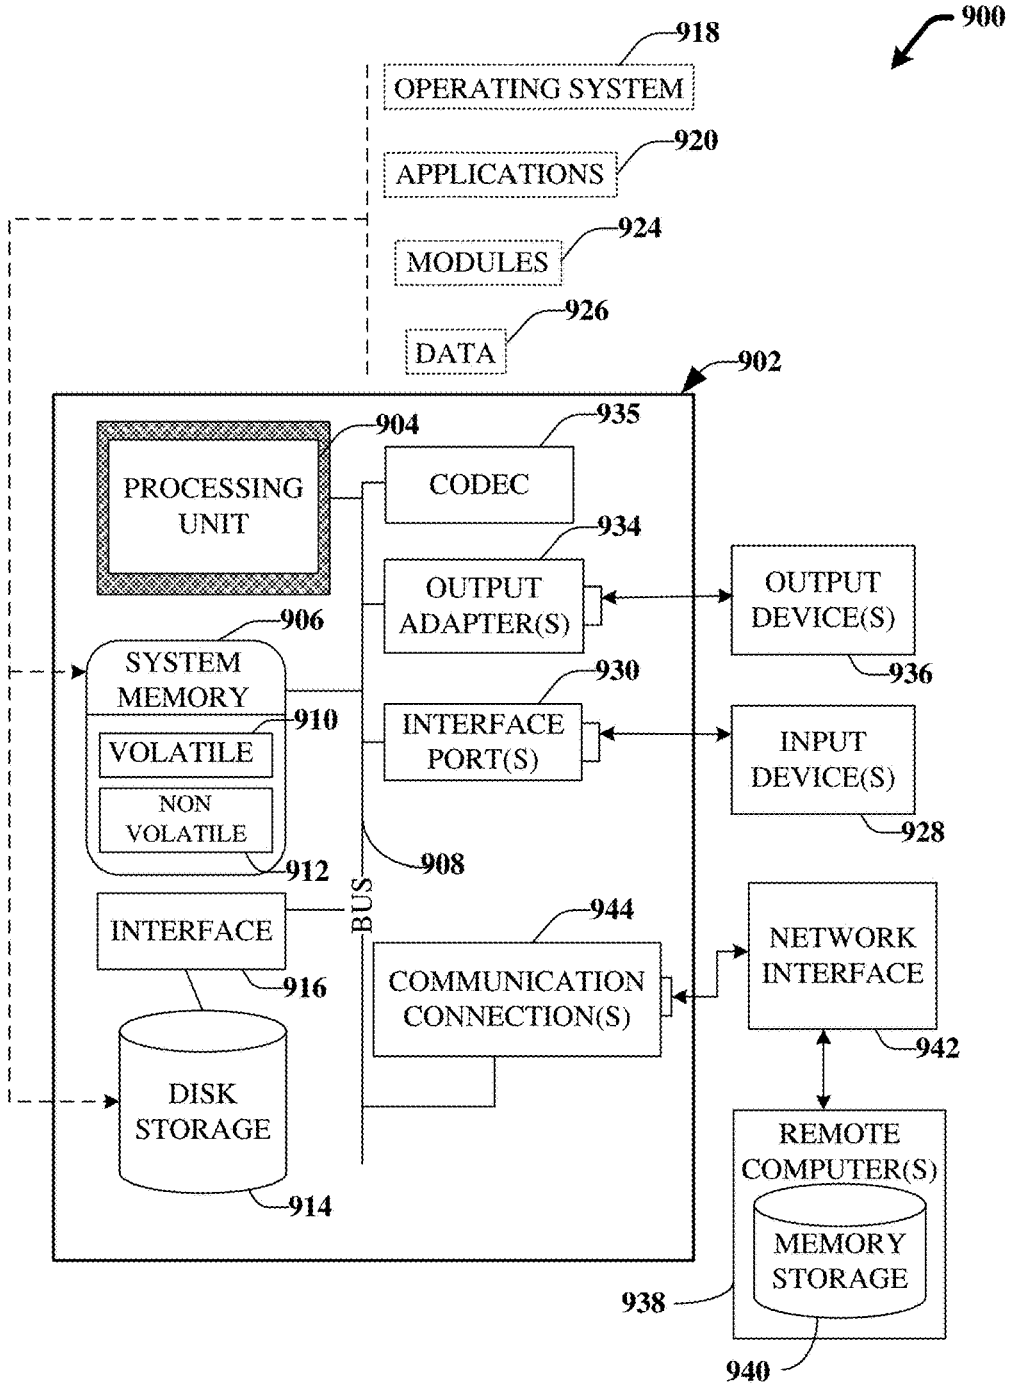 900
918
OPERATING SYSTEM
920
APPLICATIONS
924
MODULES
926
DATA
902
904
PROCESSING
UNIT
935
CODEC
934
OUTPUT
ADAPTER(S)
OUTPUT
DEVICE(S)
936
906
SYSTEM
MEMORY
910
VOLATILE
NON
VOLATILE
912
930
INTERFACE
PORT(S)
INPUT
DEVICE(S)
928
908
BUS
INTERFACE
916
944
COMMUNICATION
CONNECTION(S)
NETWORK
INTERFACE
942
DISK
STORAGE
914
REMOTE
COMPUTER(S)
MEMORY
STORAGE
938
940